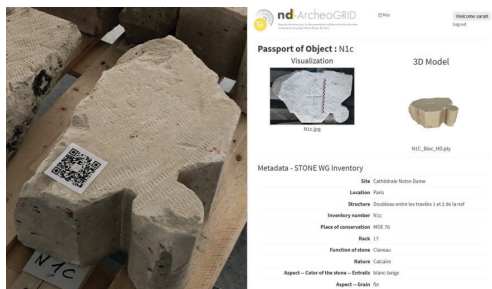 N1C
nd-ArcheoGRID
Welcome sarah
Log out
Passport of Object : N1c
Visualization
3D Model
N1c.jpg
N1C_Bloc_HD.ply
Metadata - STONE WG Inventory
Site Cathédrale Notre-Dame
Location Paris
Structure Doubleau entre les travées 1 et 2 de la nef
Inventory number N1c
Place of conservation MOE 76
Rack 17
Function of stone Claveau
Nature Calcaire
Aspect -- Color of the stone -- Entrails blanc-beige
Aspect -- Grain fin